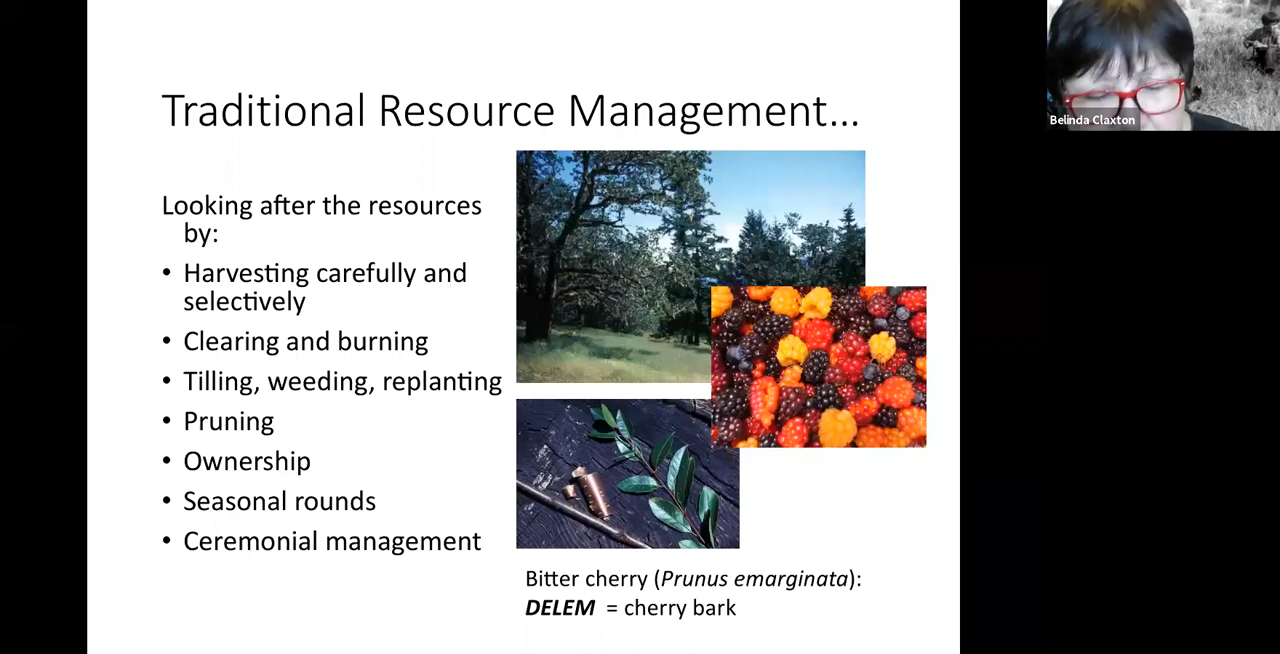 Traditional Resource Management...
Looking after the resources
by:
• Harvesting carefully and
selectively
• Clearing and burning
• Tilling, weeding, replanting
• Pruning
• Ownership
• Seasonal rounds
• Ceremonial management
Bitter cherry (Prunus emarginata):
DELEM = cherry bark
Belinda Claxton